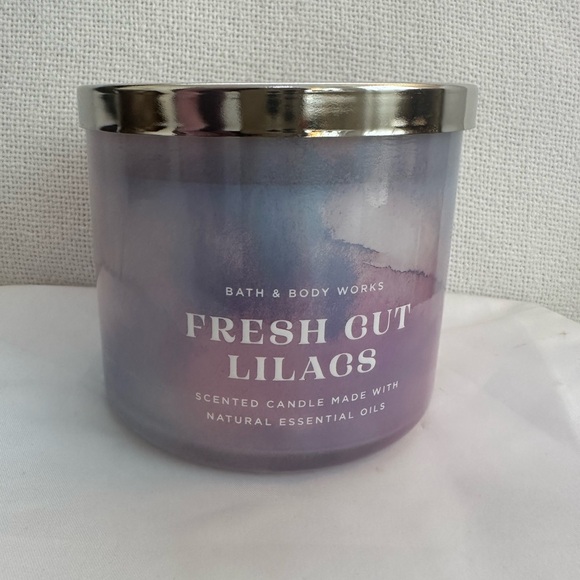 BATH & BODY WORKS
FRESH CUT
LILACS
SCENTED CANDLE MADE WITH
NATURAL ESSENTIAL OILS